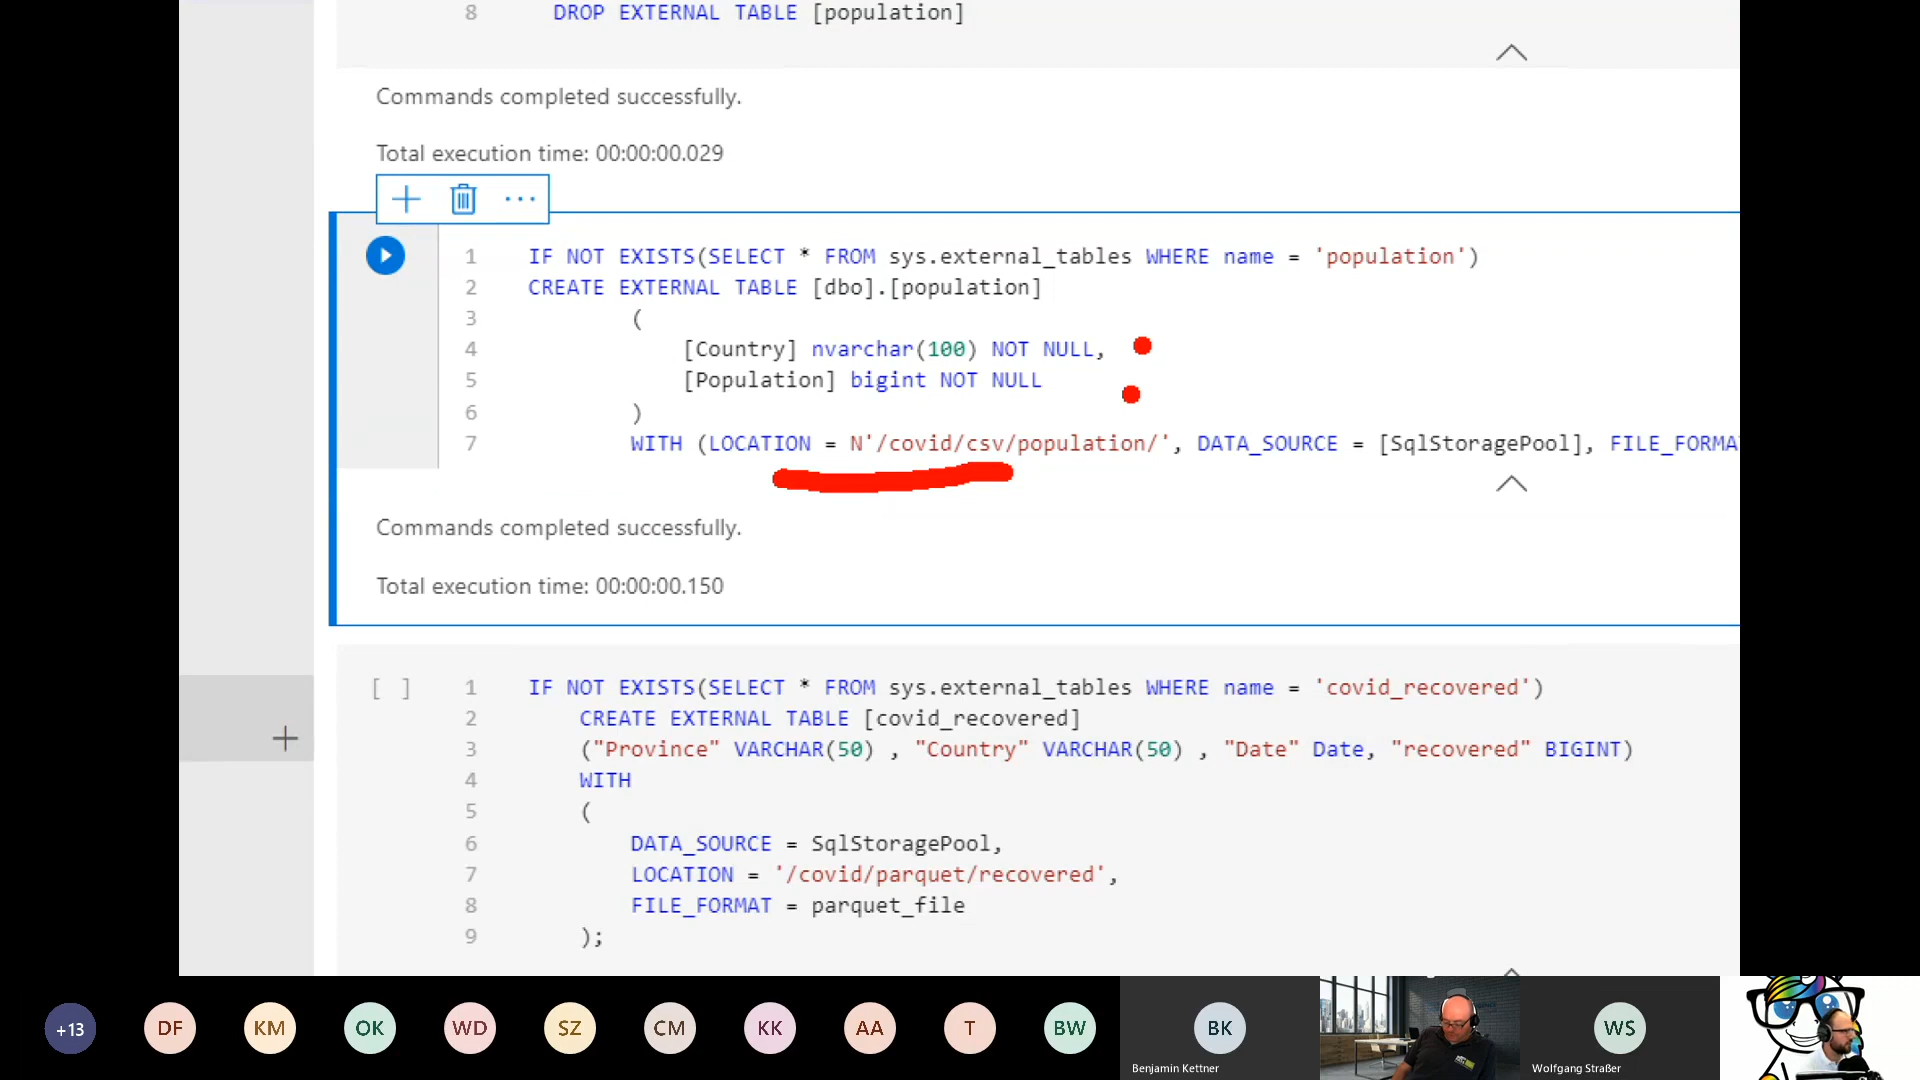 8 DROP EXTERNAL TABLE [population]
Commands completed successfully.
Total execution time: 00:00:00.029
1 IF NOT EXISTS(SELECT * FROM sys.external_tables WHERE name = 'population')
2 CREATE EXTERNAL TABLE [dbo].[population]
3 (
4 [Country] nvarchar(100) NOT NULL,
5 [Population] bigint NOT NULL
6 )
7 WITH (LOCATION = N'/covid/csv/population/', DATA_SOURCE = [SqlStoragePool], FILE_FORMA
Commands completed successfully.
Total execution time: 00:00:00.150
[ ] 1 IF NOT EXISTS(SELECT * FROM sys.external_tables WHERE name = 'covid_recovered')
2 CREATE EXTERNAL TABLE [covid_recovered]
3 ("Province" VARCHAR(50) , "Country" VARCHAR(50) , "Date" Date, "recovered" BIGINT)
4 WITH
5 (
6 DATA_SOURCE = SqlStoragePool,
7 LOCATION = '/covid/parquet/recovered',
8 FILE_FORMAT = parquet_file
9 );
+13 DF KM OK WD SZ CM KK AA T BW BK WS
Benjamin Kettner Wolfgang Straßer